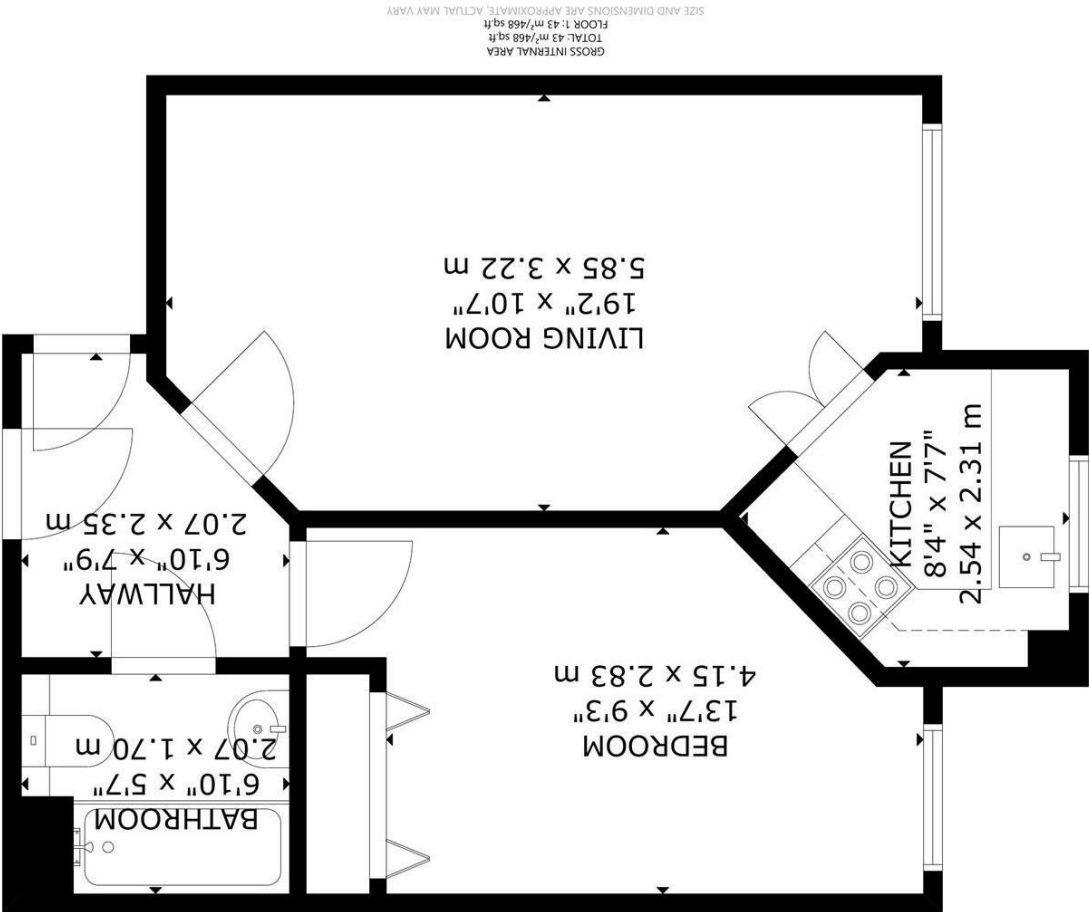 LIVING ROOM
19'2" x 10'7"
5.85 x 3.22 m
KITCHEN
8'4" x 7'7"
2.54 x 2.31 m
HALLWAY
6'10" x 7'9"
2.07 x 2.35 m
BEDROOM
13'7" x 9'3"
4.15 x 2.83 m
BATHROOM
6'10" x 5'7"
2.07 x 1.70 m
GROSS INTERNAL AREA
TOTAL: 43 m²/468 sq.ft
FLOOR 1: 43 m²/468 sq.ft
SIZE AND DIMENSIONS ARE APPROXIMATE, ACTUAL MAY VARY